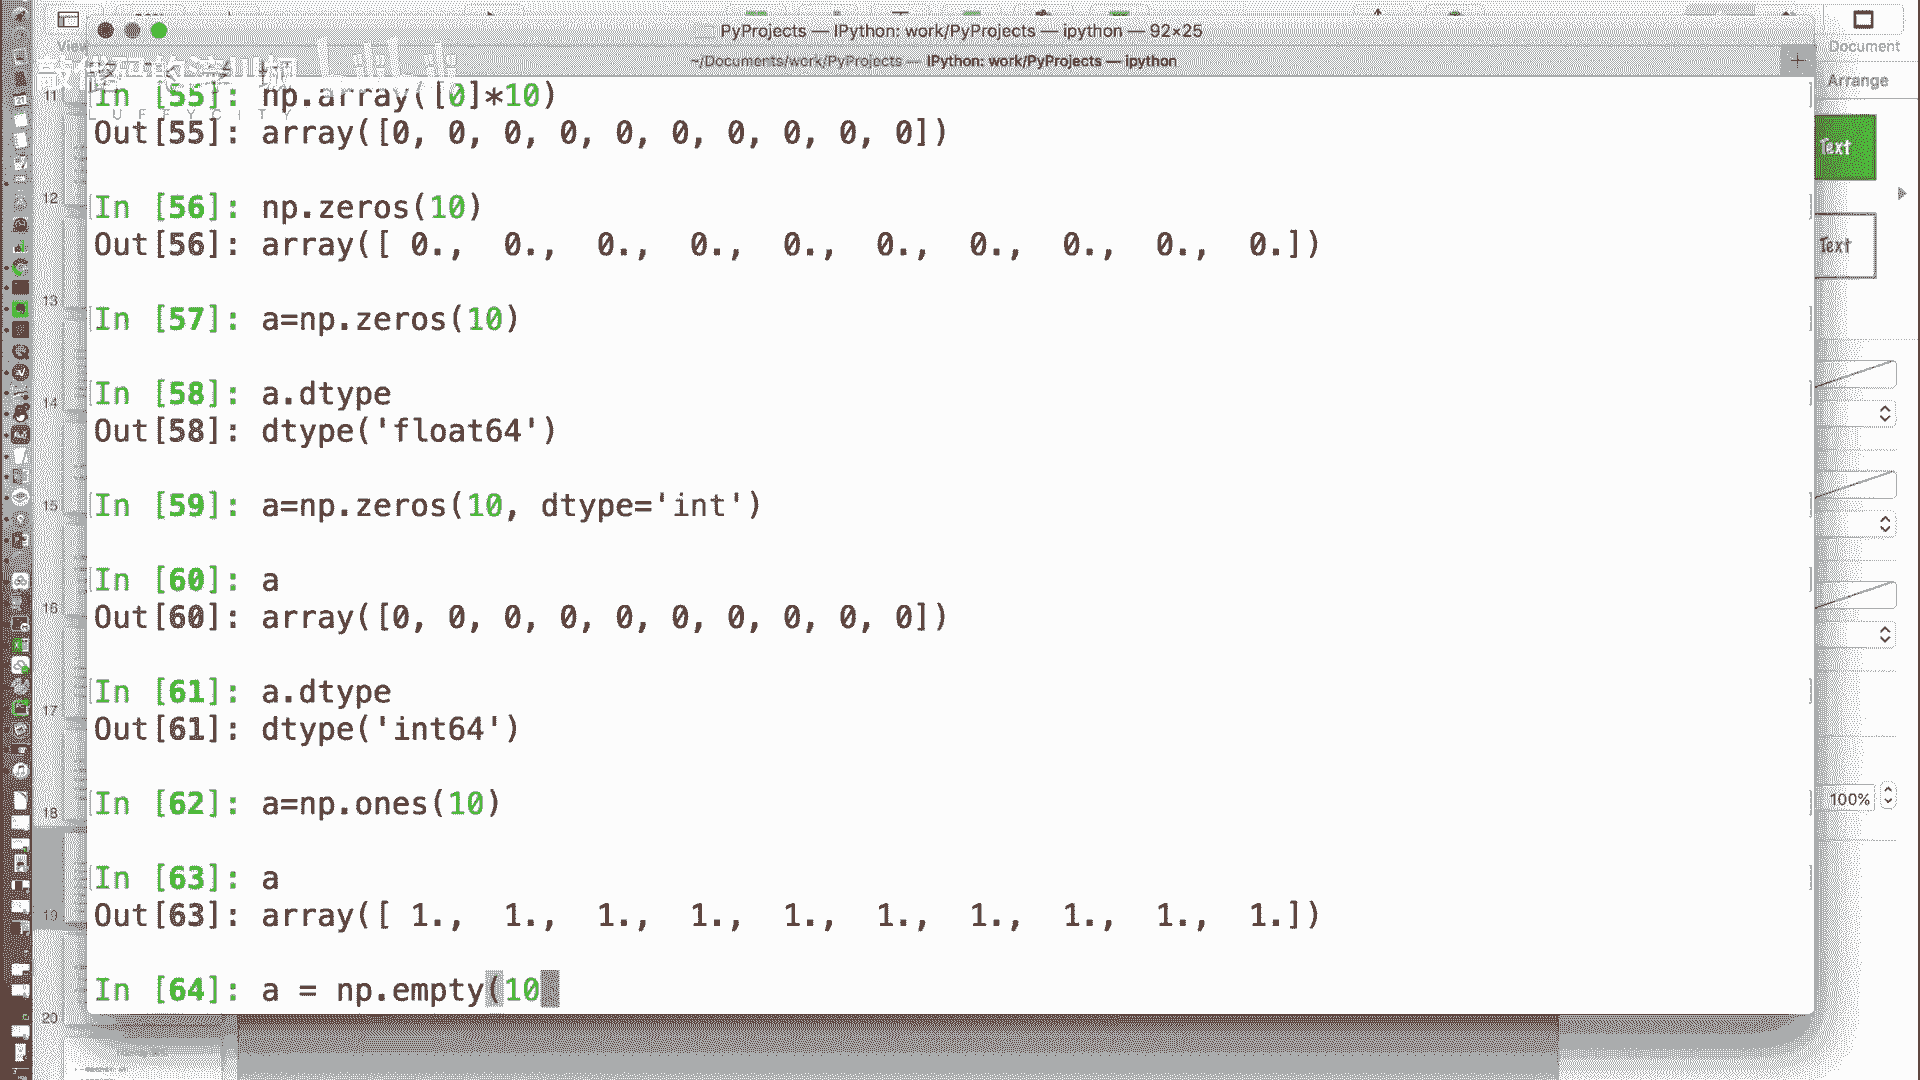 PyProjects — IPython: work/PyProjects — ipython — 92×25
~/Documents/work/PyProjects — IPython: work/PyProjects — ipython
+
View
Document
Arrange
LUFFYCITY
In [55]: np.array([0]*10)
Out[55]: array([0, 0, 0, 0, 0, 0, 0, 0, 0, 0])
In [56]: np.zeros(10)
Out[56]: array([ 0.,  0.,  0.,  0.,  0.,  0.,  0.,  0.,  0.,  0.])
In [57]: a=np.zeros(10)
In [58]: a.dtype
Out[58]: dtype('float64')
In [59]: a=np.zeros(10, dtype='int')
In [60]: a
Out[60]: array([0, 0, 0, 0, 0, 0, 0, 0, 0, 0])
In [61]: a.dtype
Out[61]: dtype('int64')
In [62]: a=np.ones(10)
In [63]: a
Out[63]: array([ 1.,  1.,  1.,  1.,  1.,  1.,  1.,  1.,  1.,  1.])
In [64]: a = np.empty(10
11
12
13
14
15
16
17
18
19
20
Text
Text
100%